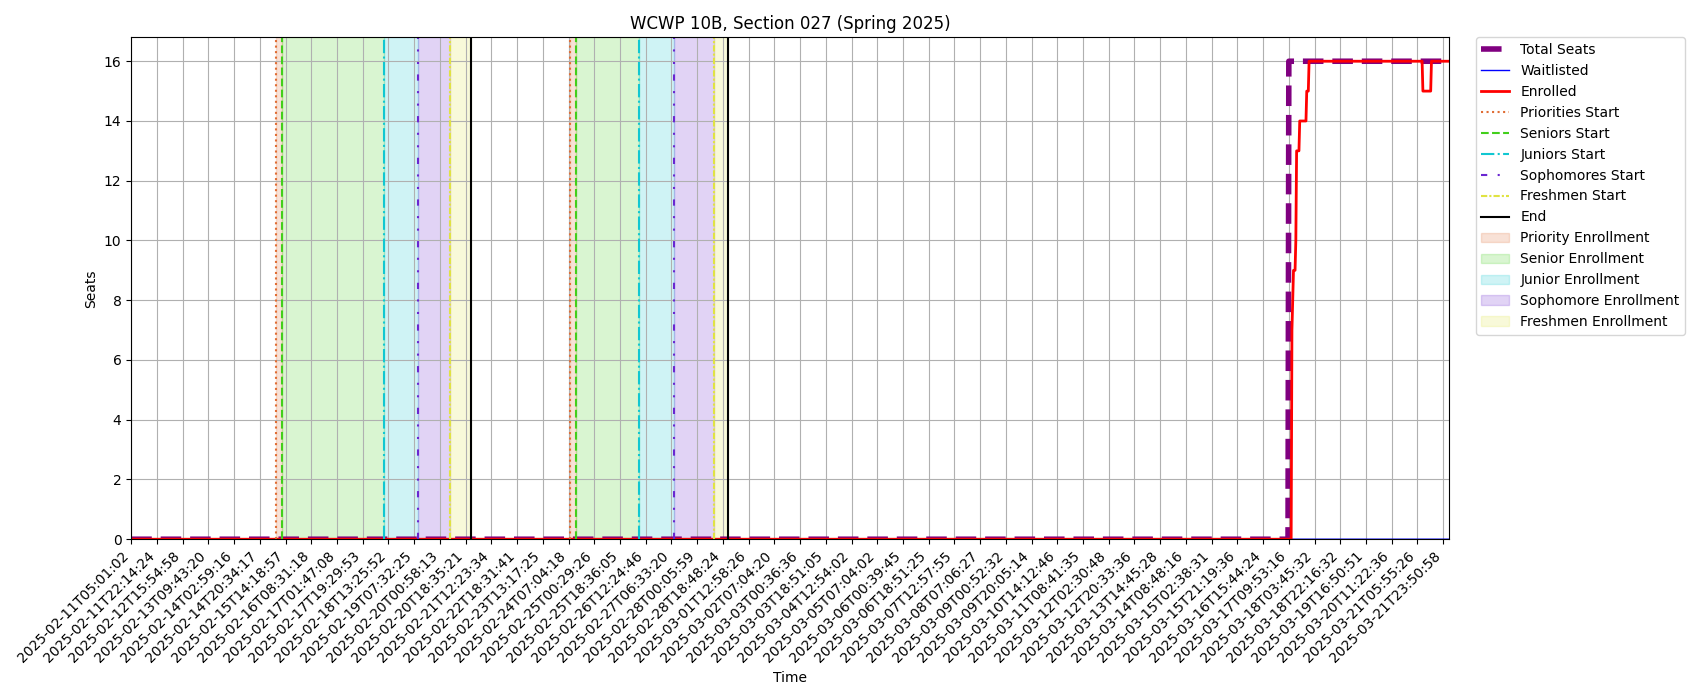 WCWP 10B, Section 027 (Spring 2025)
Seats
16
14
12
10
8
6
4
2
0
2025-02-11T05:01:02
2025-02-11T22:14:24
2025-02-12T15:54:58
2025-02-13T09:43:20
2025-02-14T02:59:16
2025-02-14T20:34:17
2025-02-15T14:18:57
2025-02-16T08:31:18
2025-02-17T01:47:08
2025-02-17T19:29:53
2025-02-18T13:25:52
2025-02-19T07:32:25
2025-02-20T00:58:13
2025-02-20T18:35:21
2025-02-21T12:23:34
2025-02-22T18:31:41
2025-02-23T13:17:25
2025-02-24T07:04:18
2025-02-25T00:29:26
2025-02-25T18:36:05
2025-02-26T12:24:46
2025-02-27T06:33:20
2025-02-28T00:05:59
2025-02-28T18:48:24
2025-03-01T12:58:26
2025-03-02T07:04:20
2025-03-03T00:36:36
2025-03-03T18:51:05
2025-03-04T12:54:02
2025-03-05T07:04:02
2025-03-06T00:39:45
2025-03-06T18:51:25
2025-03-07T12:57:55
2025-03-08T07:06:27
2025-03-09T00:52:32
2025-03-09T20:05:14
2025-03-10T14:12:46
2025-03-11T08:41:35
2025-03-12T02:30:48
2025-03-12T20:33:36
2025-03-13T14:45:28
2025-03-14T08:48:16
2025-03-15T02:38:31
2025-03-15T21:19:36
2025-03-16T15:44:24
2025-03-17T09:53:16
2025-03-18T03:45:32
2025-03-18T22:16:32
2025-03-19T16:50:51
2025-03-20T11:22:36
2025-03-21T05:55:26
2025-03-21T23:50:58
Time
Total Seats
Waitlisted
Enrolled
Priorities Start
Seniors Start
Juniors Start
Sophomores Start
Freshmen Start
End
Priority Enrollment
Senior Enrollment
Junior Enrollment
Sophomore Enrollment
Freshmen Enrollment